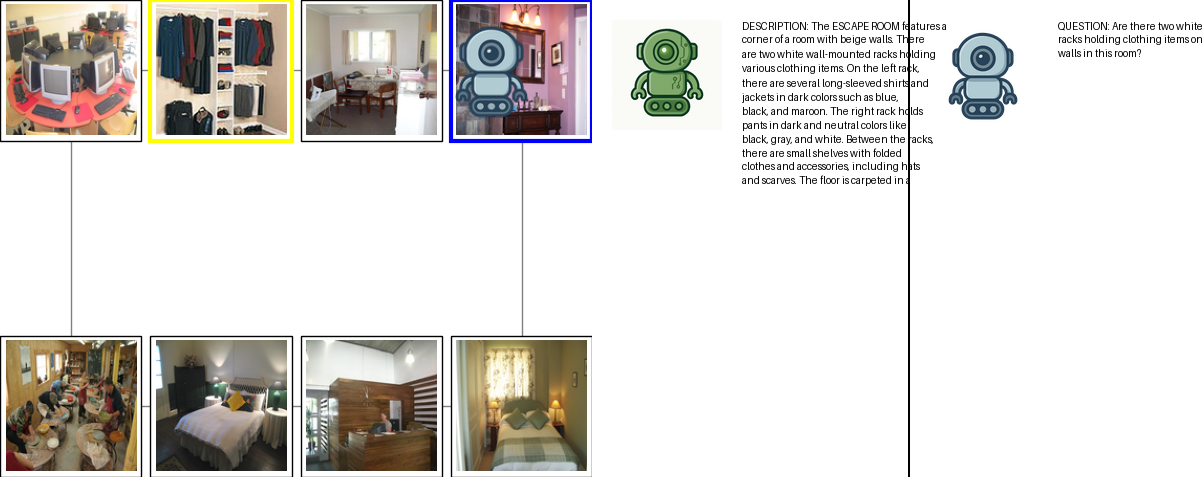 DESCRIPTION: The ESCAPE ROOM features a
corner of a room with beige walls. There
are two white wall-mounted racks holding
various clothing items. On the left rack,
there are several long-sleeved shirts and
jackets in dark colors such as blue,
black, and maroon. The right rack holds
pants in dark and neutral colors like
black, gray, and white. Between the racks,
there are small shelves with folded
clothes and accessories, including hats
and scarves. The floor is carpeted in a
QUESTION: Are there two white
racks holding clothing items on
walls in this room?